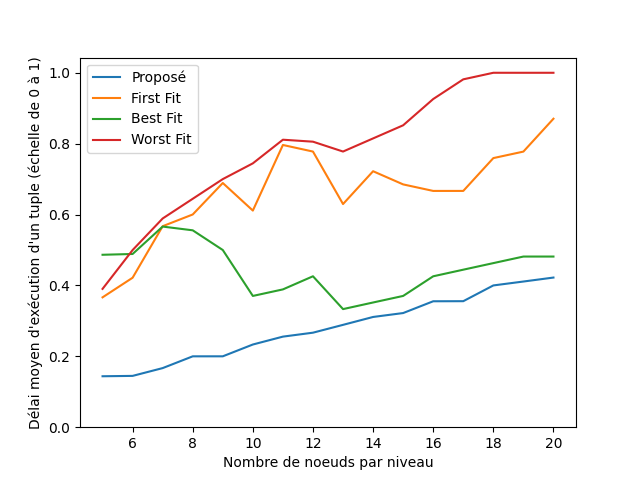 Délai moyen d'exécution d'un tuple (échelle de 0 à 1)
1.0
0.8
0.6
0.4
0.2
0.0
Proposé
First Fit
Best Fit
Worst Fit
6 8 10 12 14 16 18 20
Nombre de noeuds par niveau